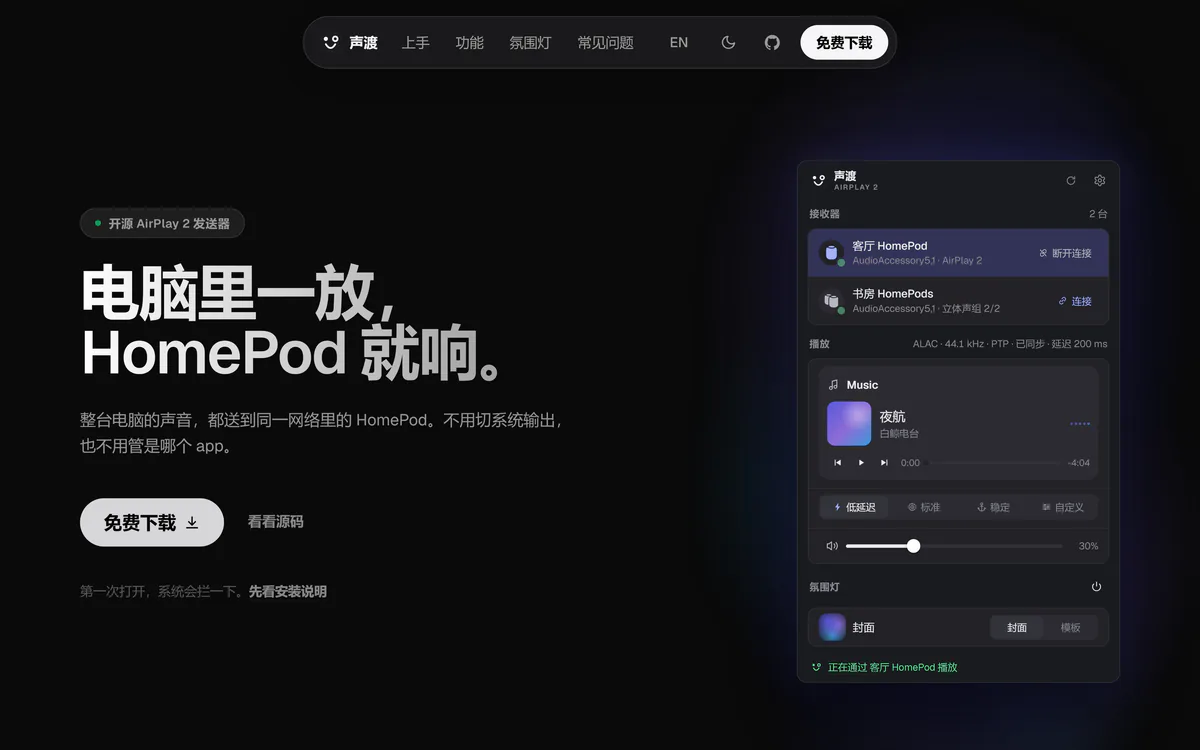 声渡 上手 功能 氛围灯 常见问题 EN 免费下载
开源 AirPlay 2 发送器
电脑里一放，
HomePod 就响。
整台电脑的声音，都送到同一网络里的 HomePod。不用切系统输出，
也不用管是哪个 app。
免费下载 看看源码
第一次打开，系统会拦一下。先看安装说明
声渡
AIRPLAY 2
接收器 2 台
客厅 HomePod
AudioAccessory5,1 · AirPlay 2
断开连接
书房 HomePods
AudioAccessory5,1 · 立体声组 2/2
连接
播放 ALAC · 44.1 kHz · PTP · 已同步 · 延迟 200 ms
Music
夜航
白鲸电台
0:00 -4:04
低延迟 标准 稳定 自定义
30%
氛围灯
封面 封面 模板
正在通过 客厅 HomePod 播放